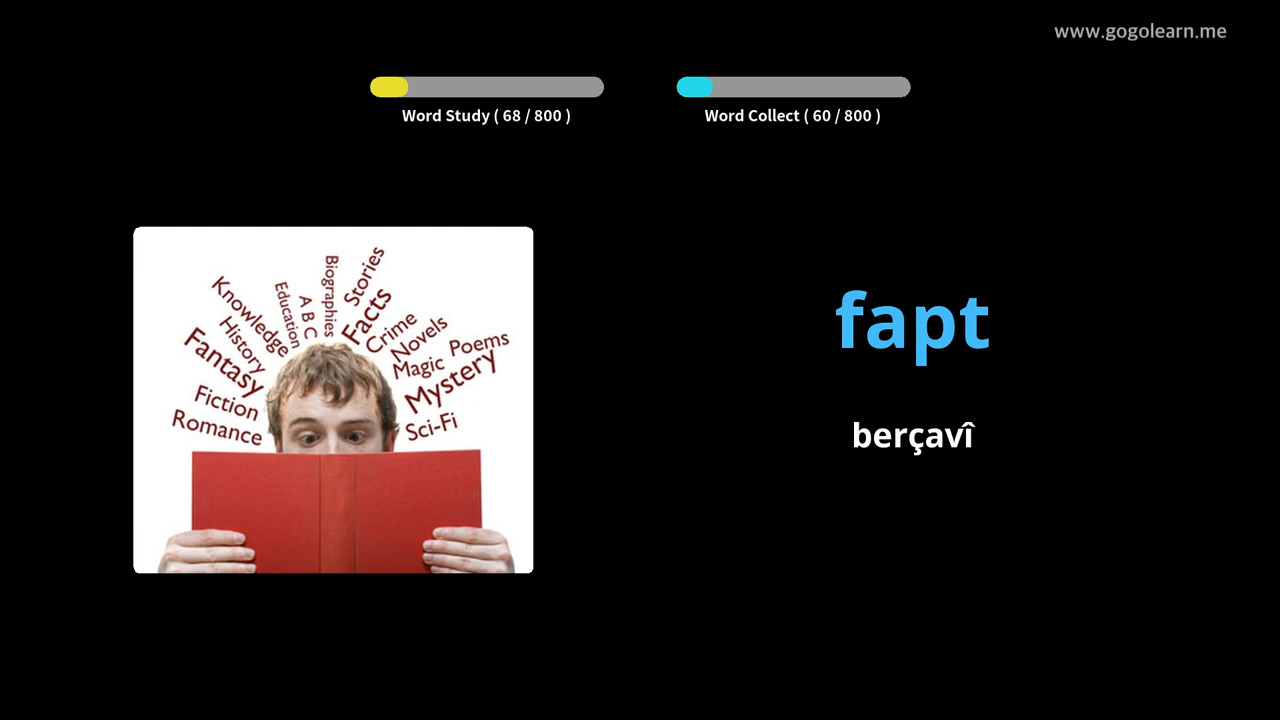 www.gogolearn.me
Word Study ( 68 / 800 )
Word Collect ( 60 / 800 )
Stories
Biographies
Facts
A B C
Education
Knowledge
Crime
History
Novels
Poems
Fantasy
Magic
Mystery
Fiction
Romance
Sci-Fi
fapt
berçavî